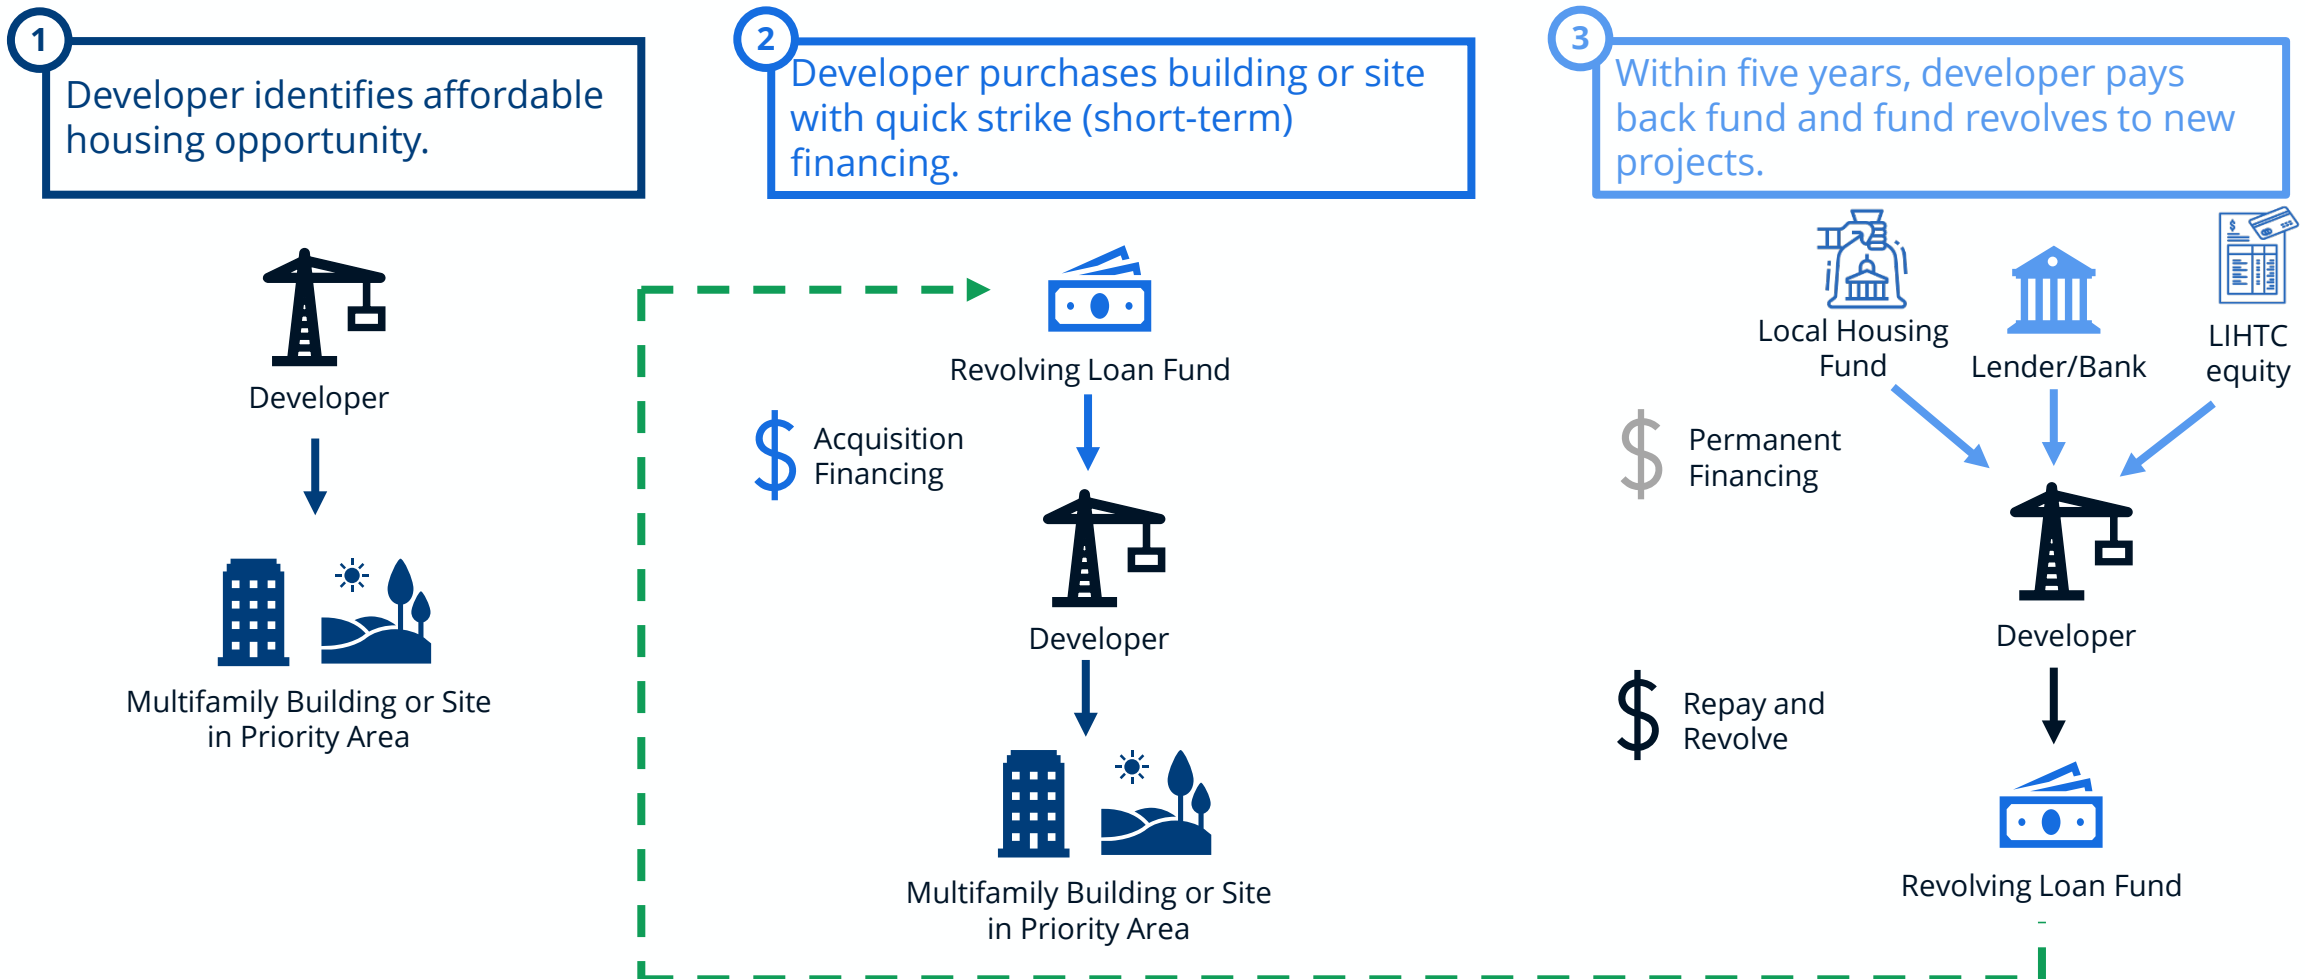 1
Developer identifies affordable
housing opportunity.
Developer
Multifamily Building or Site
in Priority Area
2
Developer purchases building or site
with quick strike (short-term)
financing.
Revolving Loan Fund
$ Acquisition
Financing
Developer
Multifamily Building or Site
in Priority Area
3
Within five years, developer pays
back fund and fund revolves to new
projects.
Local Housing
Fund
Lender/Bank
LIHTC
equity
$ Permanent
Financing
Developer
$ Repay and
Revolve
Revolving Loan Fund